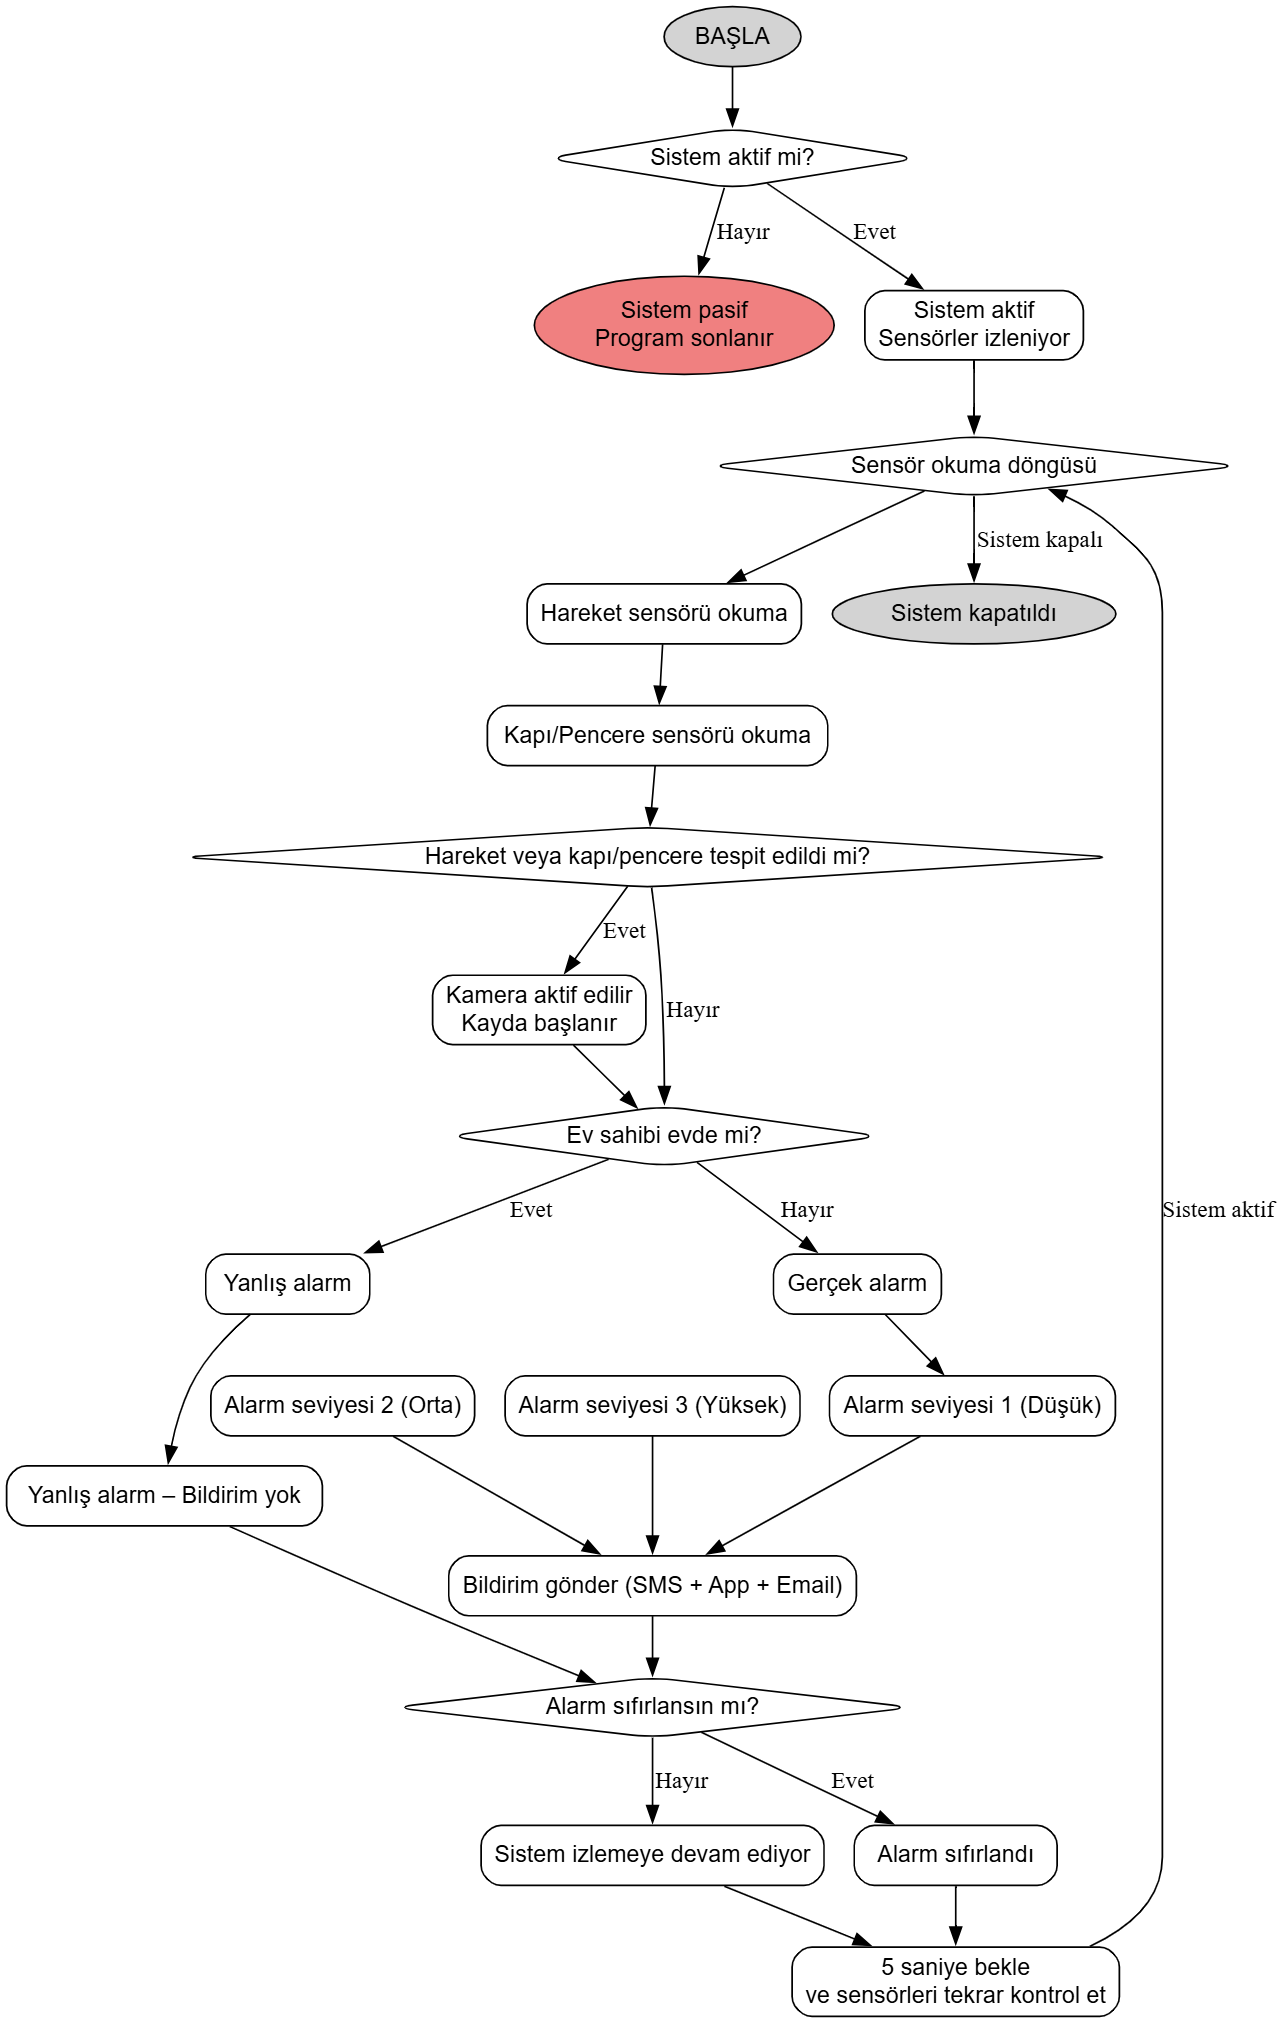 BAŞLA
Sistem aktif mi?
Hayır
Evet
Sistem pasif
Program sonlanır
Sistem aktif
Sensörler izleniyor
Sensör okuma döngüsü
Sistem kapalı
Hareket sensörü okuma
Sistem kapatıldı
Kapı/Pencere sensörü okuma
Hareket veya kapı/pencere tespit edildi mi?
Evet
Kamera aktif edilir
Kayda başlanır
Hayır
Ev sahibi evde mi?
Evet
Hayır
Sistem aktif
Yanlış alarm
Gerçek alarm
Alarm seviyesi 2 (Orta)
Alarm seviyesi 3 (Yüksek)
Alarm seviyesi 1 (Düşük)
Yanlış alarm – Bildirim yok
Bildirim gönder (SMS + App + Email)
Alarm sıfırlansın mı?
Hayır
Evet
Sistem izlemeye devam ediyor
Alarm sıfırlandı
5 saniye bekle
ve sensörleri tekrar kontrol et